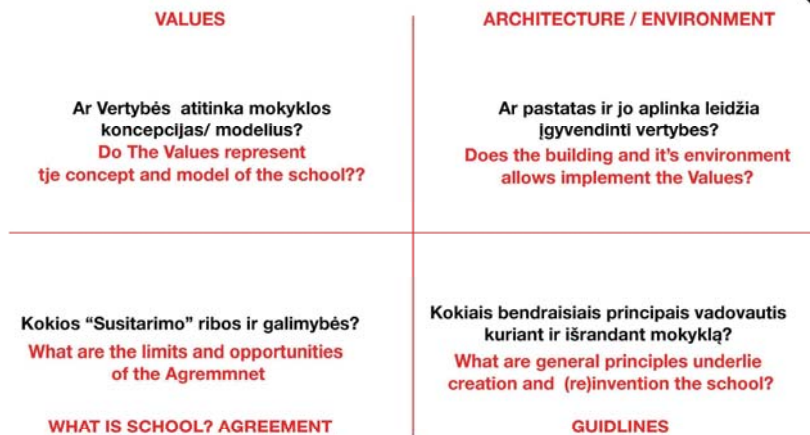 VALUES
Ar Vertybės atitinka mokyklos
koncepcijas/ modelius?
Do The Values represent
tje concept and model of the school??
ARCHITECTURE / ENVIRONMENT
Ar pastatas ir jo aplinka leidžia
įgyvendinti vertybes?
Does the building and it's environment
allows implement the Values?
Kokios “Susitarimo” ribos ir galimybės?
What are the limits and opportunities
of the Agremmnet
WHAT IS SCHOOL? AGREEMENT
Kokiais bendraisiais principais vadovautis
kuriant ir išrandant mokyklą?
What are general principles underlie
creation and (re)invention the school?
GUIDLINES